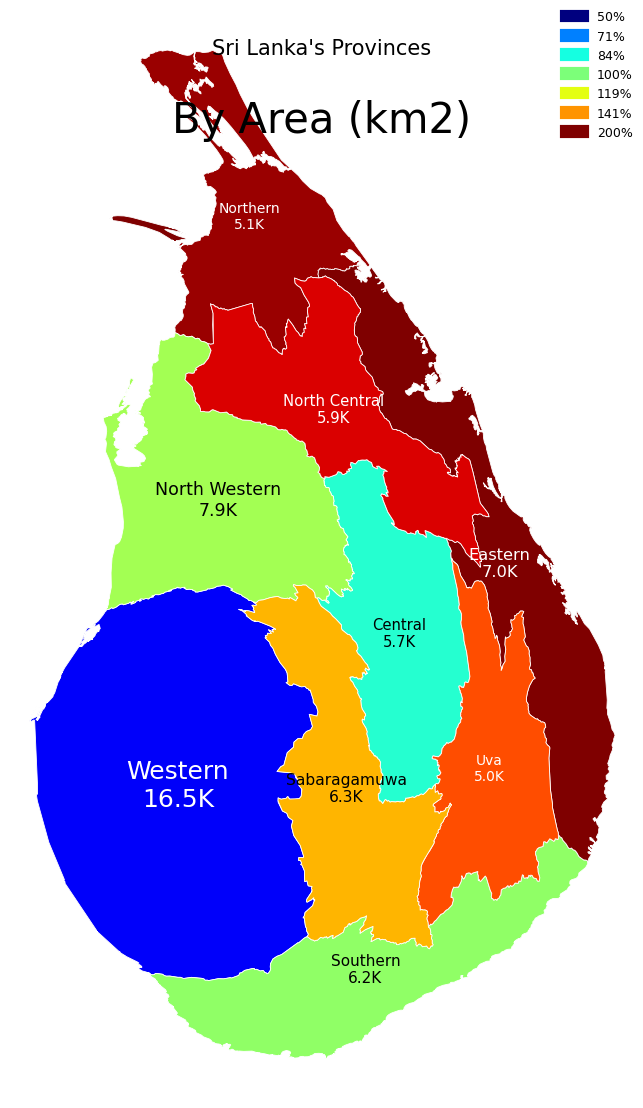 Sri Lanka's Provinces
By Area (km2)
50%
71%
84%
100%
119%
141%
200%
Northern
5.1K
North Central
5.9K
North Western
7.9K
Eastern
7.0K
Central
5.7K
Western
16.5K
Sabaragamuwa
6.3K
Uva
5.0K
Southern
6.2K